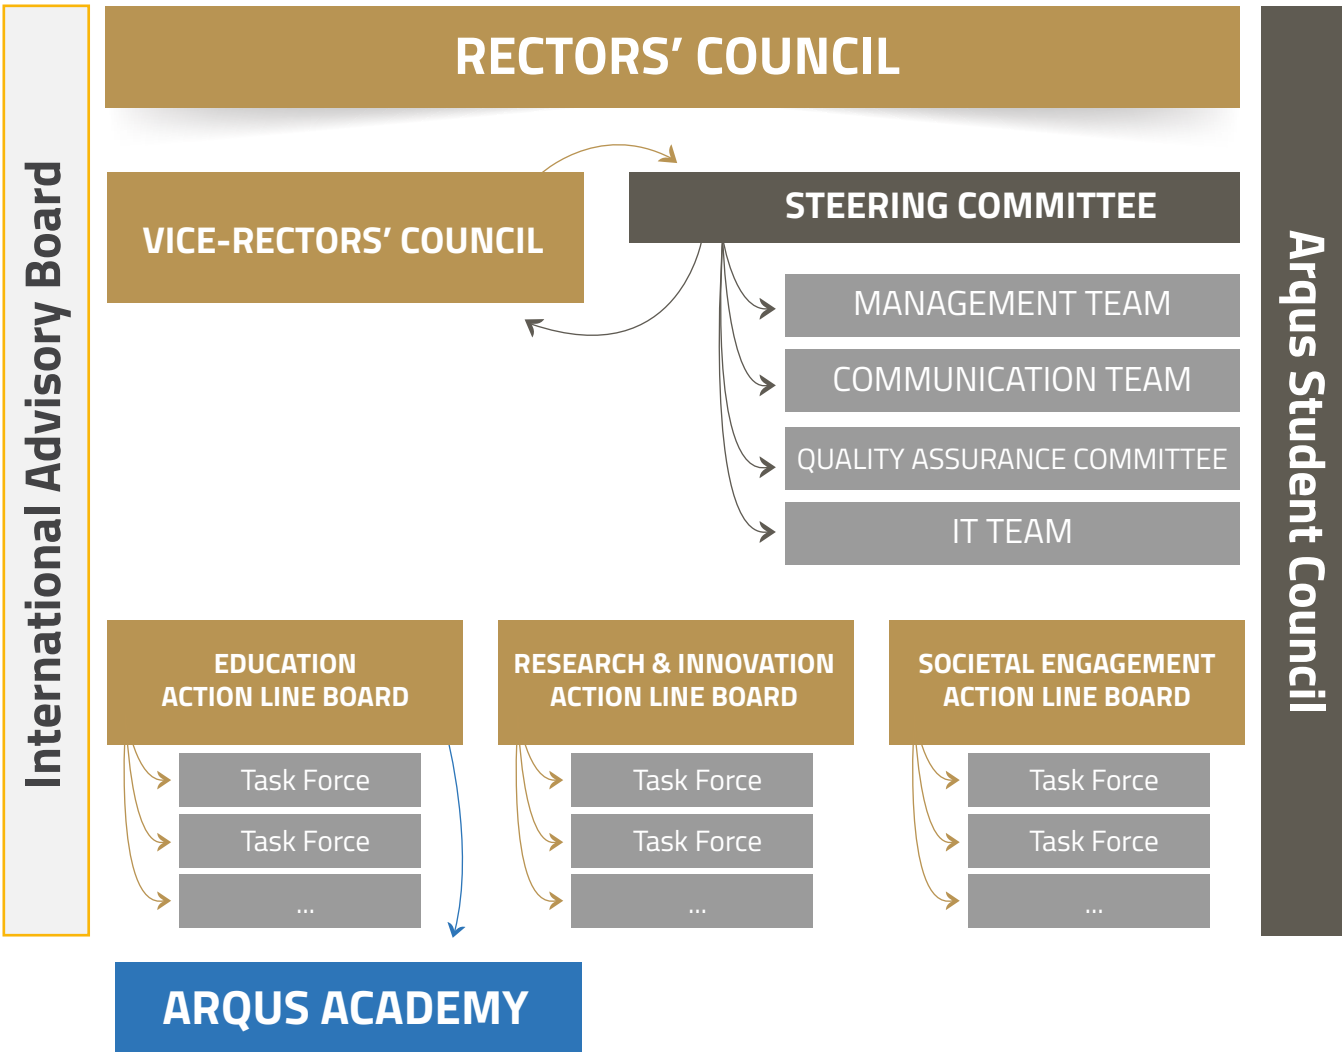 RECTORS’ COUNCIL
International Advisory Board
Arqus Student Council
VICE-RECTORS’ COUNCIL
STEERING COMMITTEE
MANAGEMENT TEAM
COMMUNICATION TEAM
QUALITY ASSURANCE COMMITTEE
IT TEAM
EDUCATION
ACTION LINE BOARD
Task Force
Task Force
...
RESEARCH & INNOVATION
ACTION LINE BOARD
Task Force
Task Force
...
SOCIETAL ENGAGEMENT
ACTION LINE BOARD
Task Force
Task Force
...
ARQUS ACADEMY